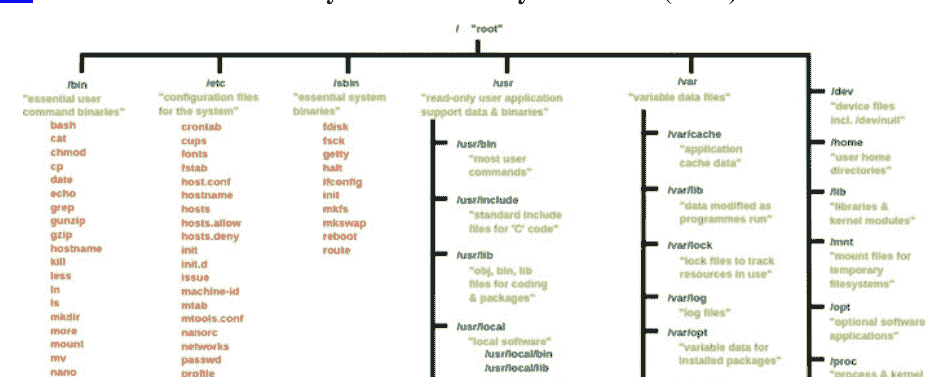 / "root"
/bin
"essential user
command binaries"
bash
cat
chmod
cp
date
echo
grep
gunzip
gzip
hostname
kill
less
ln
ls
mkdir
more
mount
mv
nano
/etc
"configuration files
for the system"
crontab
cups
fonts
fstab
host.conf
hostname
hosts
hosts.allow
hosts.deny
init
init.d
issue
machine-id
mtab
mtools.conf
nanorc
networks
passwd
profile
/sbin
"essential system
binaries"
fdisk
fsck
getty
halt
ifconfig
init
mkfs
mkswap
reboot
route
/usr
"read-only user application
support data & binaries"
/usr/bin
"most user
commands"
/usr/include
"standard include
files for 'C' code"
/usr/lib
"obj, bin, lib
files for coding
& packages"
/usr/local
"local software"
/usr/local/bin
/usr/local/lib
/var
"variable data files"
/var/cache
"application
cache data"
/var/lib
"data modified as
programmes run"
/var/lock
"lock files to track
resources in use"
/var/log
"log files"
/var/opt
"variable data for
installed packages"
/dev
"device files
incl. /dev/null"
/home
"user home
directories"
/lib
"libraries &
kernel modules"
/mnt
"mount files for
temporary
filesystems"
/opt
"optional software
applications"
/proc
"process & kernel